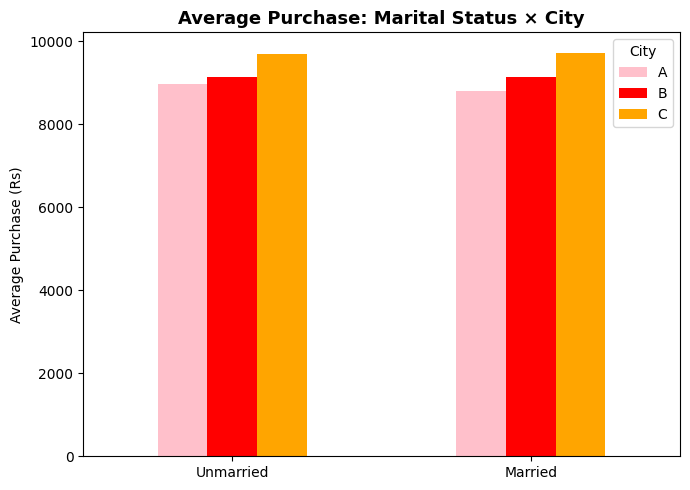 Average Purchase: Marital Status × City
City
A
B
C
Average Purchase (Rs)
10000
8000
6000
4000
2000
0
Unmarried
Married